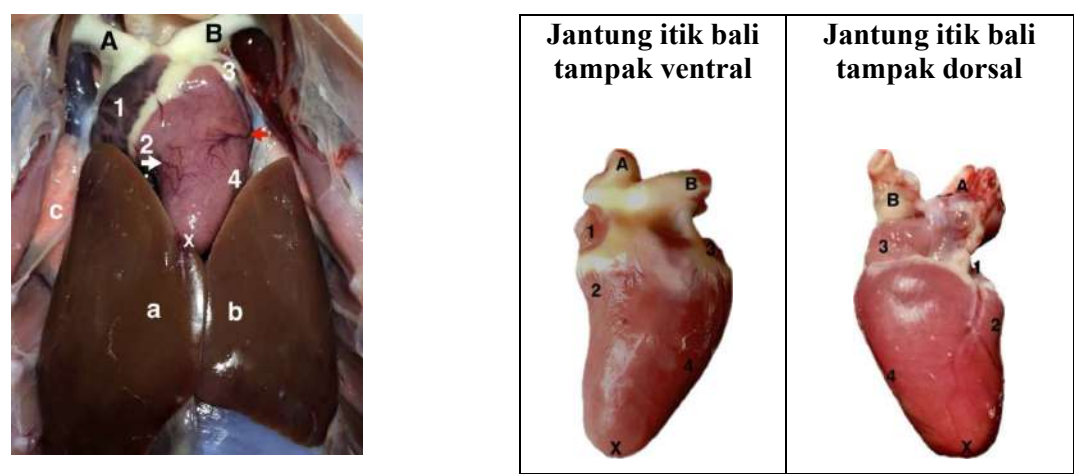 A B
3
1
2
4
c
x
a b
Jantung itik bali
tampak ventral
A
B
1
3
2
4
X
Jantung itik bali
tampak dorsal
A
B
3
1
2
4
X